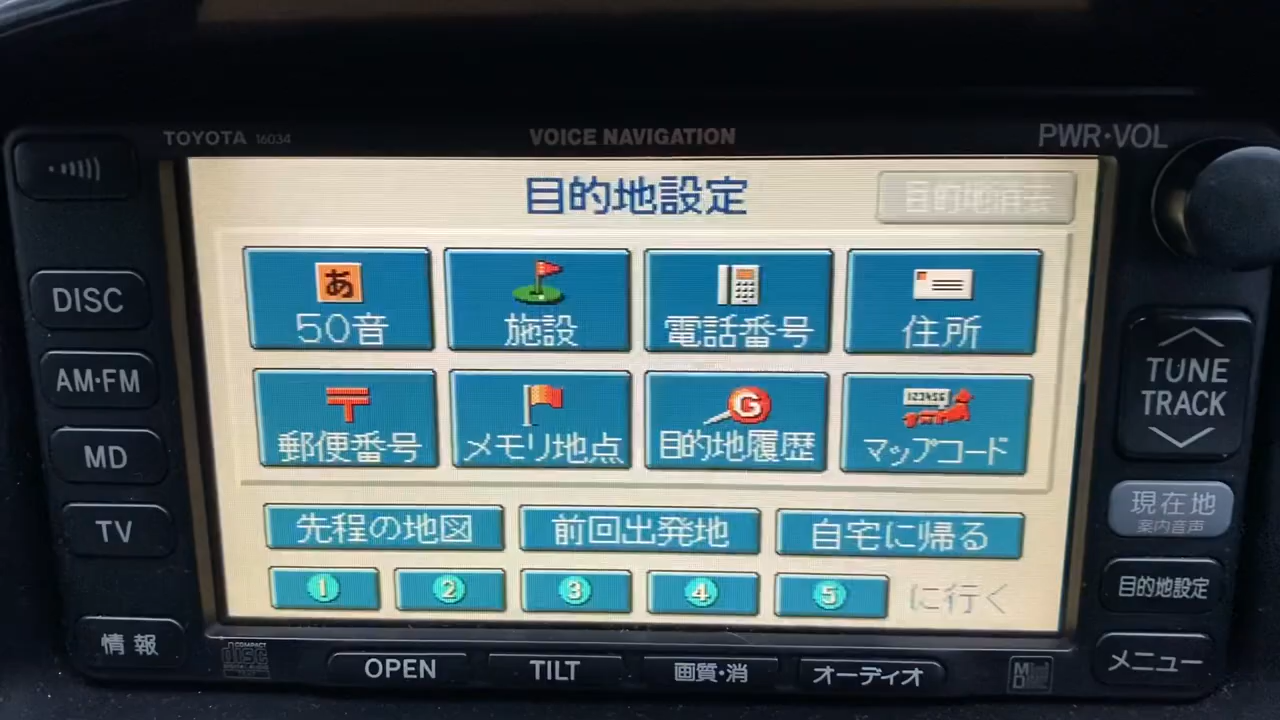 TOYOTA 16034
VOICE NAVIGATION
PWR·VOL
目的地設定
目的地消去
DISC
AM·FM
MD
TV
情報
あ
50音
施設
電話番号
住所
〒
郵便番号
メモリ地点
G
目的地履歴
123456
マップコード
先程の地図
前回出発地
自宅に帰る
1
2
3
4
5
に行く
TUNE
TRACK
現在地
案内音声
目的地設定
メニュー
COMPACT
DISC
OPEN
TILT
画質·消
オーディオ
Mini
Disc